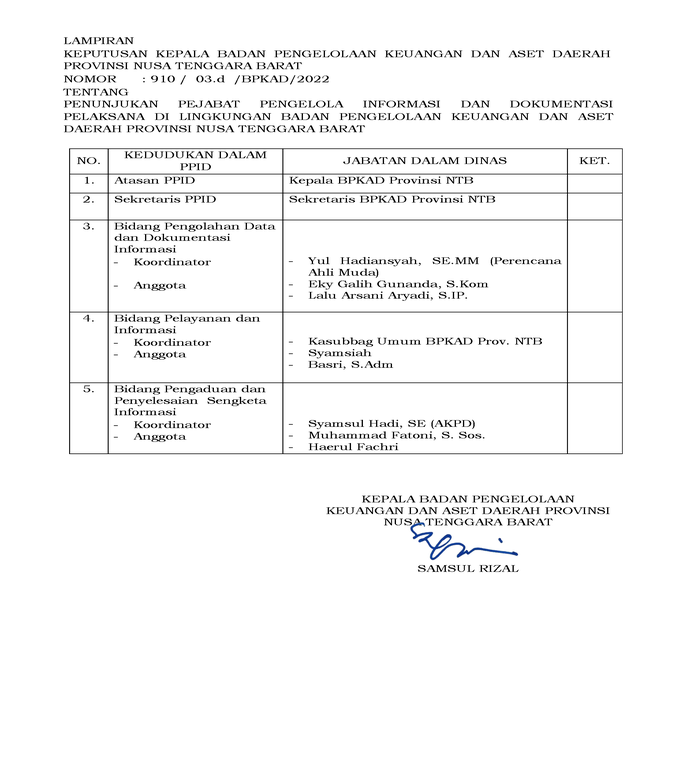 LAMPIRAN
KEPUTUSAN KEPALA BADAN PENGELOLAAN KEUANGAN DAN ASET DAERAH
PROVINSI NUSA TENGGARA BARAT
NOMOR : 910 / 03.d /BPKAD/2022
TENTANG
PENUNJUKAN PEJABAT PENGELOLA INFORMASI DAN DOKUMENTASI
PELAKSANA DI LINGKUNGAN BADAN PENGELOLAAN KEUANGAN DAN ASET
DAERAH PROVINSI NUSA TENGGARA BARAT
NO. KEDUDUKAN DALAM PPID JABATAN DALAM DINAS KET.
1. Atasan PPID Kepala BPKAD Provinsi NTB
2. Sekretaris PPID Sekretaris BPKAD Provinsi NTB
3. Bidang Pengolahan Data
dan Dokumentasi
Informasi
- Koordinator - Yul Hadiansyah, SE.MM (Perencana
Ahli Muda)
- Anggota - Eky Galih Gunanda, S.Kom
- Lalu Arsani Aryadi, S.IP.
4. Bidang Pelayanan dan
Informasi
- Koordinator - Kasubbag Umum BPKAD Prov. NTB
- Anggota - Syamsiah
- Basri, S.Adm
5. Bidang Pengaduan dan
Penyelesaian Sengketa
Informasi
- Koordinator - Syamsul Hadi, SE (AKPD)
- Anggota - Muhammad Fatoni, S. Sos.
- Haerul Fachri
KEPALA BADAN PENGELOLAAN
KEUANGAN DAN ASET DAERAH PROVINSI
NUSA TENGGARA BARAT
SAMSUL RIZAL